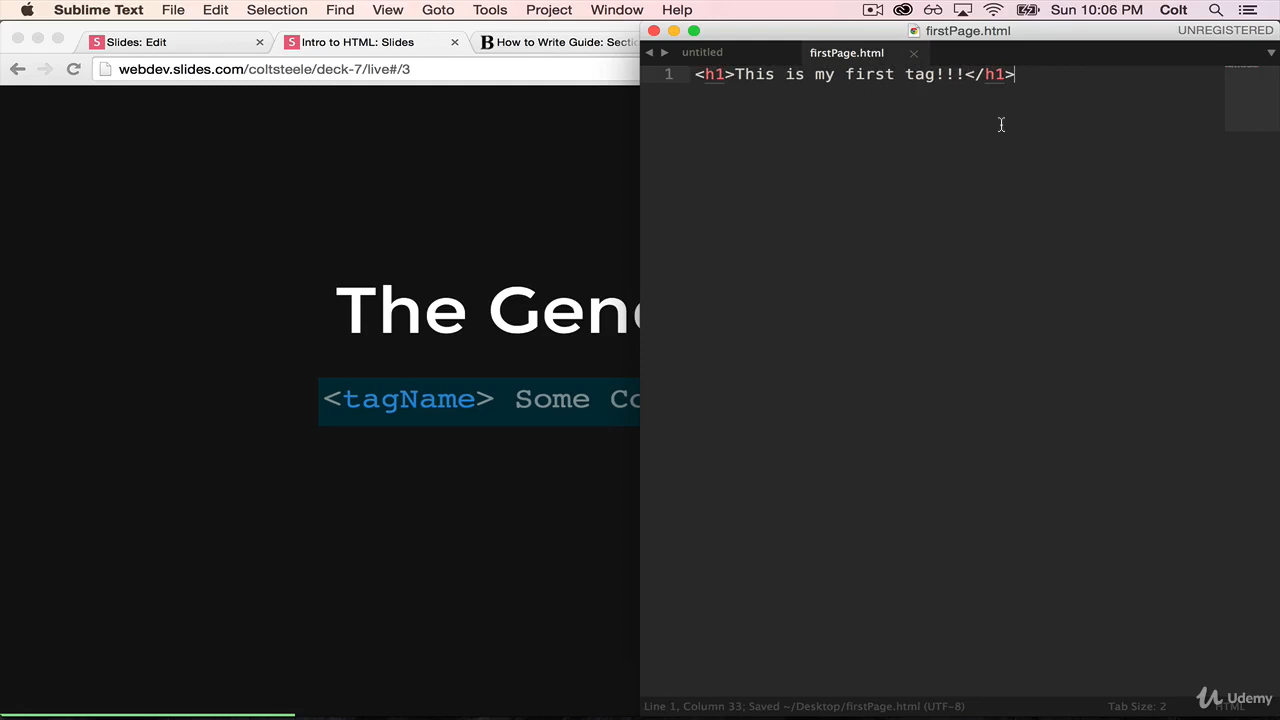 Sublime Text File Edit Selection Find View Goto Tools Project Window Help Sun 10:06 PM Colt
Slides: Edit
Intro to HTML: Slides
How to Write Guide: Secti
webdev.slides.com/coltsteele/deck-7/live#/3
The Gen
<tagName> Some Co
firstPage.html
UNREGISTERED
untitled
firstPage.html
1 <h1>This is my first tag!!!</h1>
Line 1, Column 33; Saved ~/Desktop/firstPage.html (UTF-8)
Tab Size: 2
HTML
Udemy